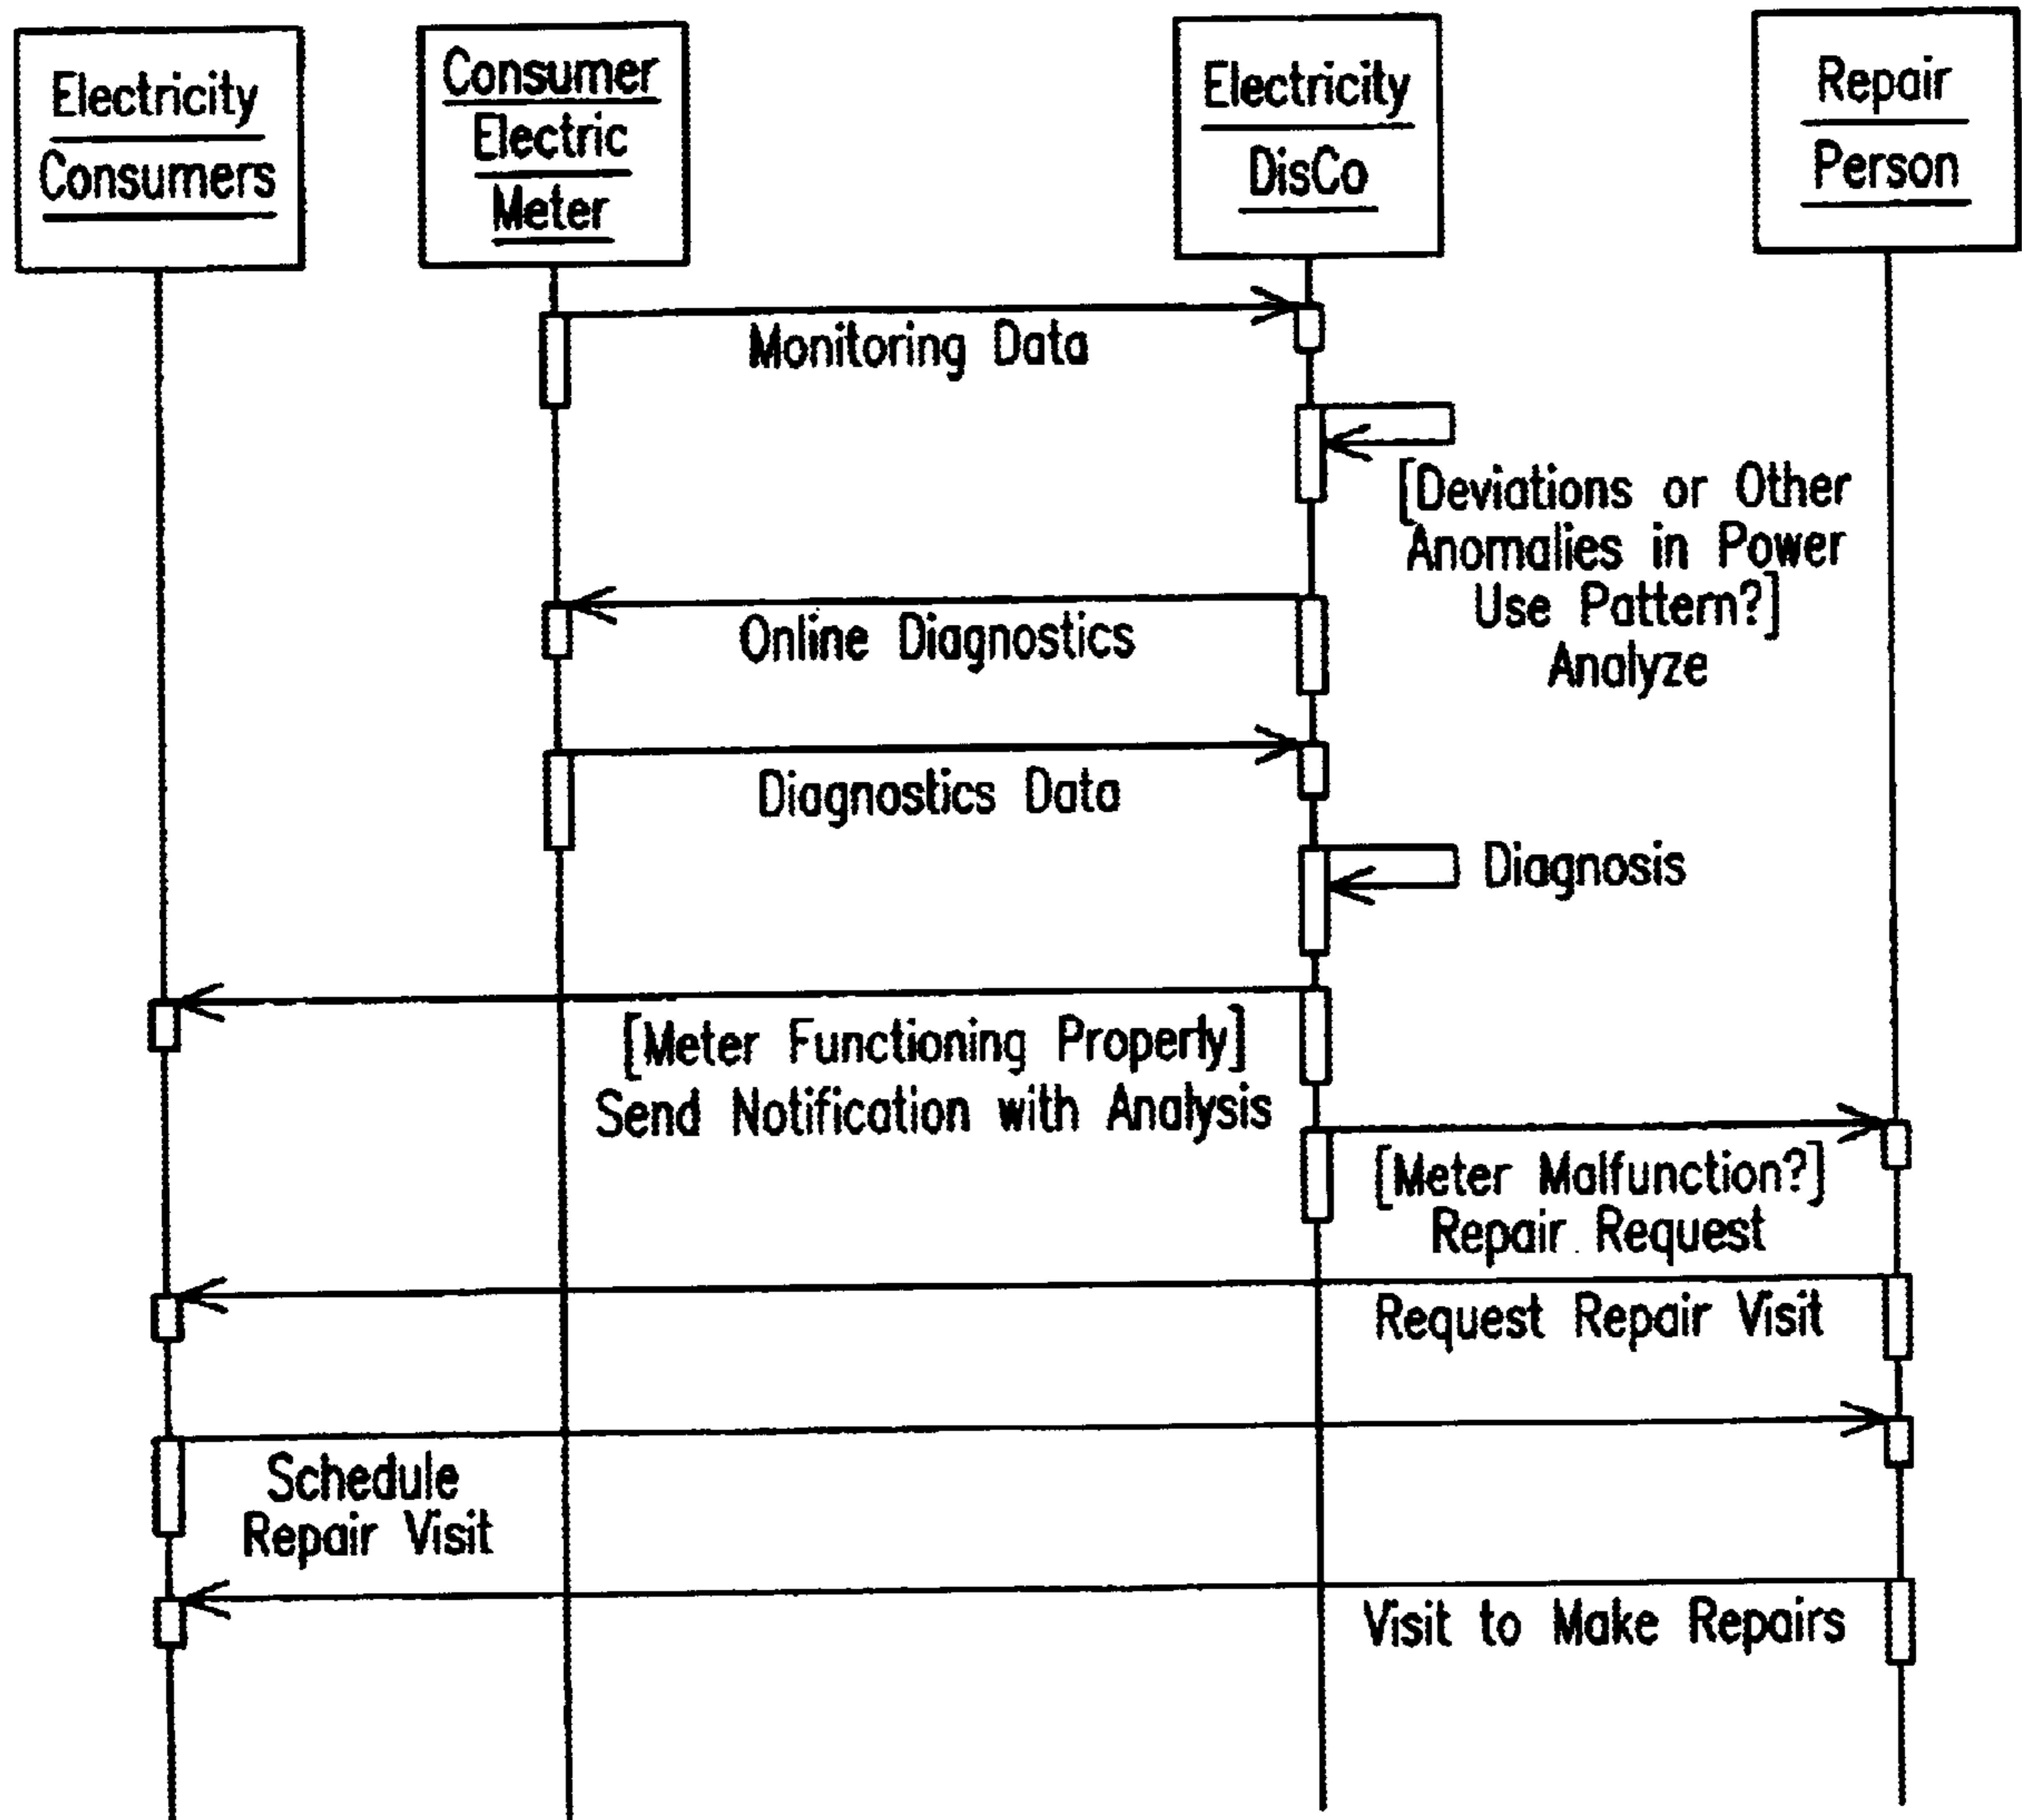 Electricity
Consumers
Consumer
Electric
Meter
Electricity
DisCo
Repair
Person
Monitoring Data
[Deviations or Other
Anomalies in Power
Use Pattern?]
Analyze
Online Diagnostics
Diagnostics Data
Diagnosis
[Meter Functioning Properly]
Send Notification with Analysis
[Meter Malfunction?]
Repair Request
Request Repair Visit
Schedule
Repair Visit
Visit to Make Repairs